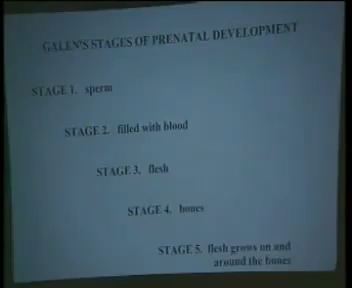 GALEN'S STAGES OF PRENATAL DEVELOPMENT
STAGE 1. sperm
STAGE 2. filled with blood
STAGE 3. flesh
STAGE 4. bones
STAGE 5. flesh grows on and
around the bones